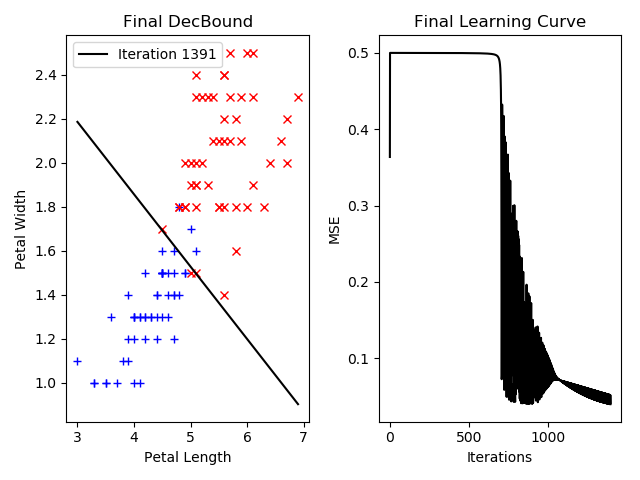 Final DecBound
Iteration 1391
2.4
2.2
2.0
1.8
1.6
1.4
1.2
1.0
Petal Width
3 4 5 6 7
Petal Length
Final Learning Curve
0.5
0.4
0.3
0.2
0.1
MSE
0 500 1000
Iterations